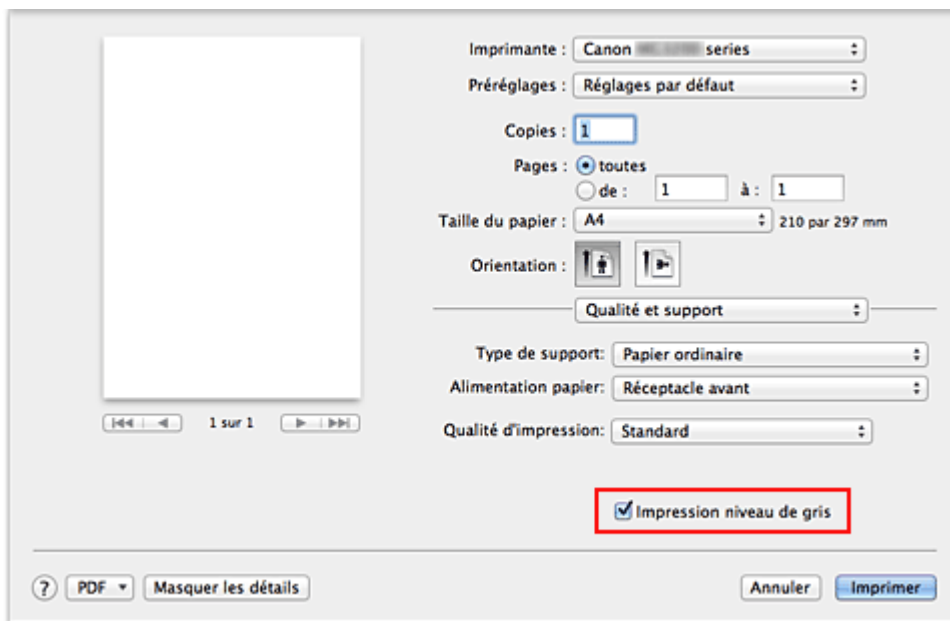 Imprimante : Canon series
Préréglages : Réglages par défaut
Copies : 1
Pages : toutes
de : 1 à : 1
Taille du papier : A4 210 par 297 mm
Orientation :
Qualité et support
Type de support: Papier ordinaire
Alimentation papier: Réceptacle avant
1 sur 1
Qualité d'impression: Standard
Impression niveau de gris
? PDF Masquer les détails Annuler Imprimer